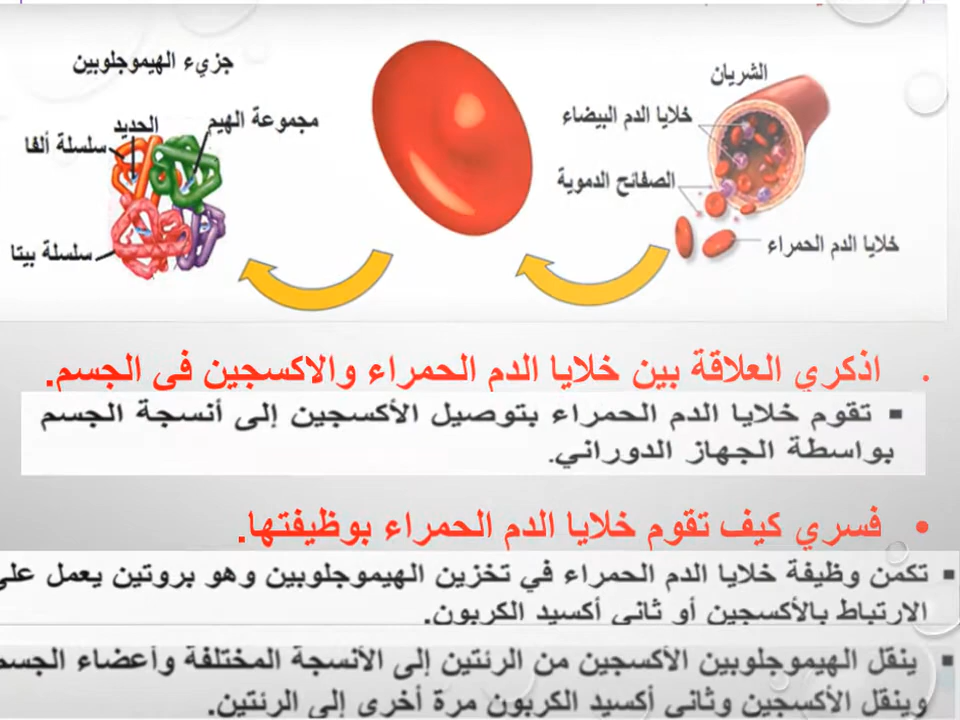 جزيء الهيموجلوبين
الشريان
الحديد
مجموعة الهيم
خلايا الدم البيضاء
سلسلة ألفا
الصفائح الدموية
سلسلة بيتا
خلايا الدم الحمراء
. اذكري العلاقة بين خلايا الدم الحمراء والاكسجين فى الجسم.
▪ تقوم خلايا الدم الحمراء بتوصيل الأكسجين إلى أنسجة الجسم
بواسطة الجهاز الدوراني.
• فسري كيف تقوم خلايا الدم الحمراء بوظيفتها.
▪ تكمن وظيفة خلايا الدم الحمراء في تخزين الهيموجلوبين وهو بروتين يعمل على
الارتباط بالأكسجين أو ثاني أكسيد الكربون.
▪ ينقل الهيموجلوبين الأكسجين من الرئتين إلى الأنسجة المختلفة وأعضاء الجسم
وينقل الأكسجين وثاني أكسيد الكربون مرة أخرى إلى الرئتين.